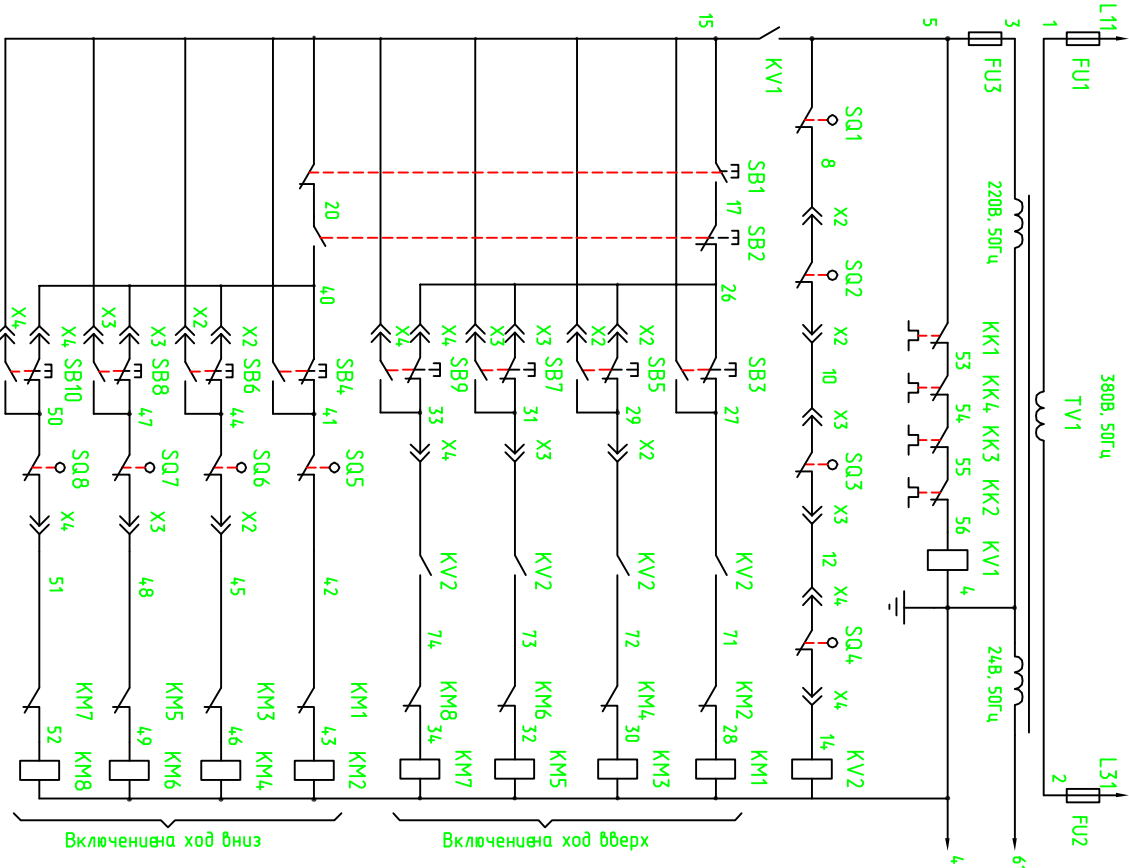 L11
1
FU1
380В, 50Гц
TV1
L31
2
FU2
3
FU3
220В, 50Гц
24В, 50Гц
5
KK1
53
KK4
54
KK3
55
KK2
56
KV1
4
4
SQ1
8
X2
SQ2
X2
10
X3
SQ3
X3
12
X4
SQ4
X4
14
KV2
KV1
15
SB1
17
SB2
26
SB3
27
KV2
71
KM2
28
KM1
X2
X2
SB5
29
X2
KV2
72
KM4
30
KM3
X3
X3
SB7
31
X3
KV2
73
KM6
32
KM5
X4
X4
SB9
33
X4
KV2
74
KM8
34
KM7
20
40
SB4
41
SQ5
42
KM1
43
KM2
X2
X2
SB6
44
SQ6
X2
45
KM3
46
KM4
X3
X3
SB8
47
SQ7
X3
48
KM5
49
KM6
X4
X4
SB10
50
SQ8
X4
51
KM7
52
KM8
Включение на ход вниз
Включение на ход вверх